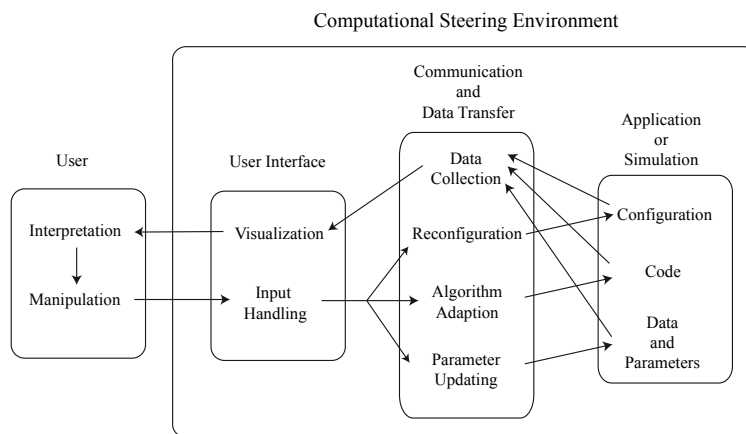 Computational Steering Environment
User
Interpretation
Manipulation
User Interface
Visualization
Input
Handling
Communication
and
Data Transfer
Data
Collection
Reconfiguration
Algorithm
Adaption
Parameter
Updating
Application
or
Simulation
Configuration
Code
Data
and
Parameters